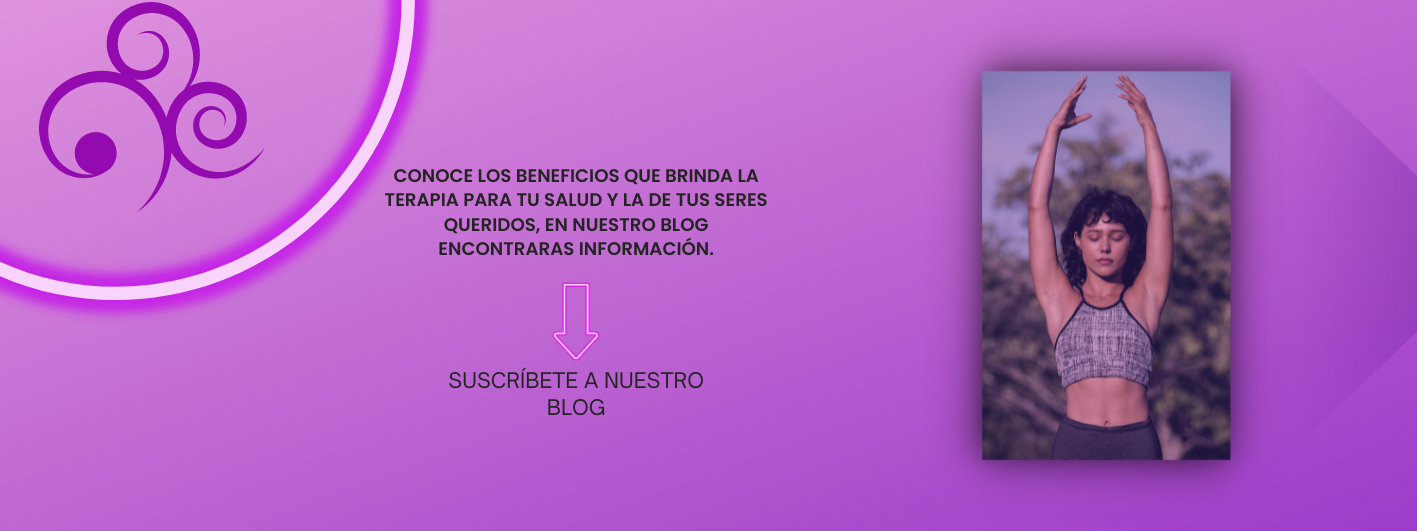 CONOCE LOS BENEFICIOS QUE BRINDA LA
TERAPIA PARA TU SALUD Y LA DE TUS SERES
QUERIDOS, EN NUESTRO BLOG
ENCONTRARAS INFORMACIÓN.
SUSCRÍBETE A NUESTRO
BLOG